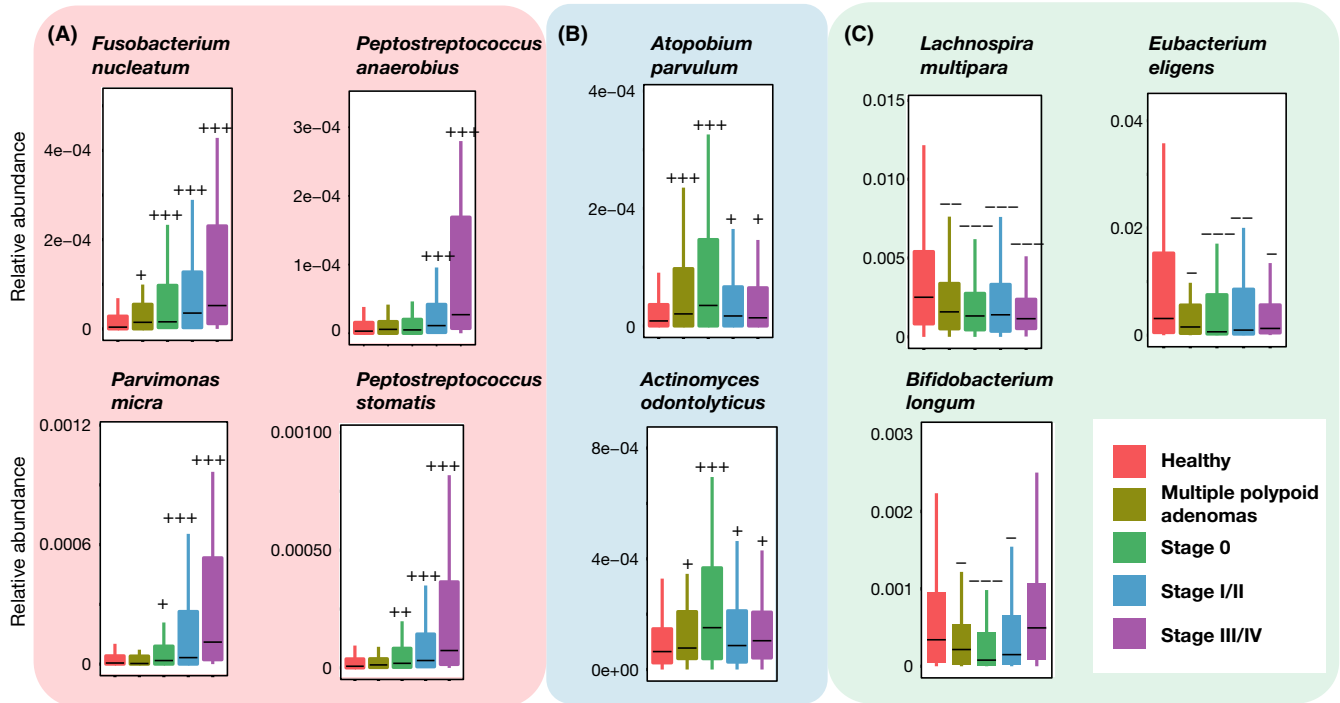 (A)
Fusobacterium
nucleatum
Peptostreptococcus
anaerobius
Relative abundance
4e−04
2e−04
0
+
+++
+++
+++
3e−04
2e−04
1e−04
0
+++
+++
Parvimonas
micra
Peptostreptococcus
stomatis
Relative abundance
0.0012
0.0006
0
+
+++
+++
0.00100
0.00050
0
++
+++
+++
(B)
Atopobium
parvulum
4e−04
2e−04
0
+++
+++
+
+
Actinomyces
odontolyticus
8e−04
4e−04
0e+00
+
+++
+
+
(C)
Lachnospira
multipara
Eubacterium
eligens
0.015
0.010
0.005
0
−−
−−−
−−−
−−−
0.04
0.02
0
−
−−−
−−
−
Bifidobacterium
longum
0.003
0.002
0.001
0
−
−−−
−
Healthy
Multiple polypoid
adenomas
Stage 0
Stage I/II
Stage III/IV